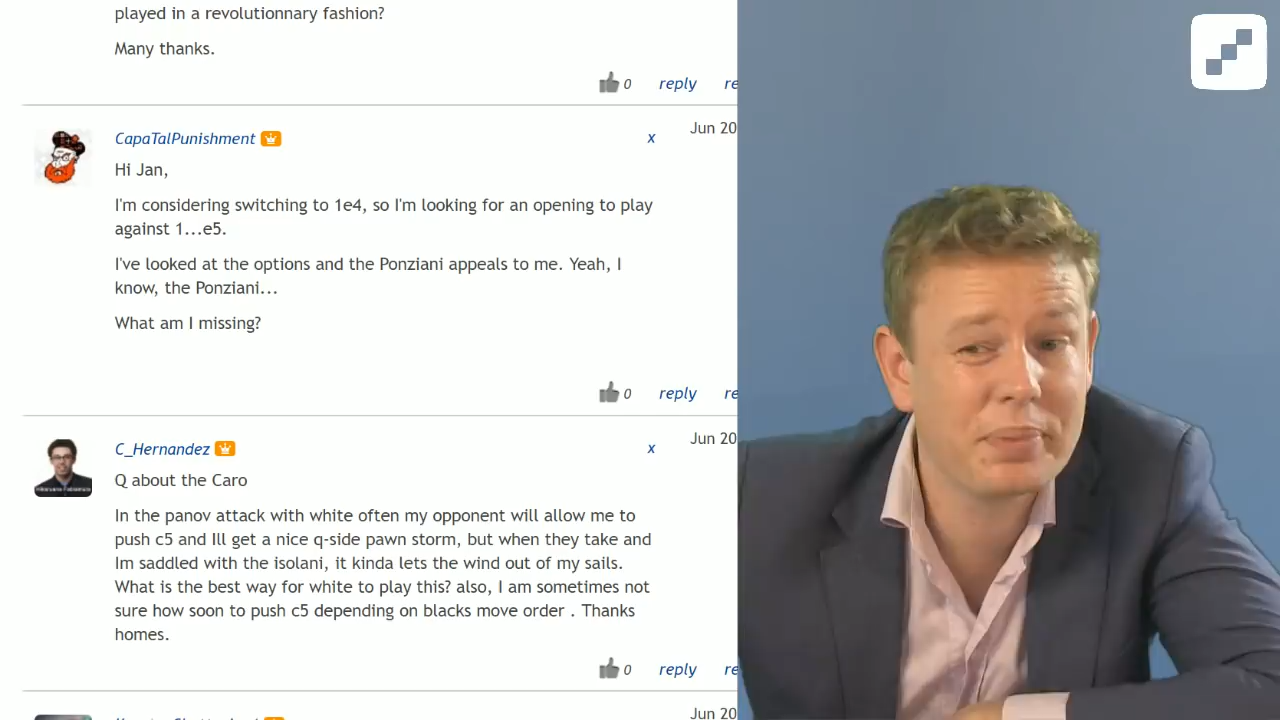 played in a revolutionnary fashion?
Many thanks.
0 reply re
Jun 20
CapaTalPunishment x
Hi Jan,
I'm considering switching to 1e4, so I'm looking for an opening to play
against 1...e5.
I've looked at the options and the Ponziani appeals to me. Yeah, I
know, the Ponziani...
What am I missing?
0 reply re
Jun 20
C_Hernandez x
Q about the Caro
In the panov attack with white often my opponent will allow me to
push c5 and Ill get a nice q-side pawn storm, but when they take and
Im saddled with the isolani, it kinda lets the wind out of my sails.
What is the best way for white to play this? also, I am sometimes not
sure how soon to push c5 depending on blacks move order . Thanks
homes.
0 reply re
Jun 20